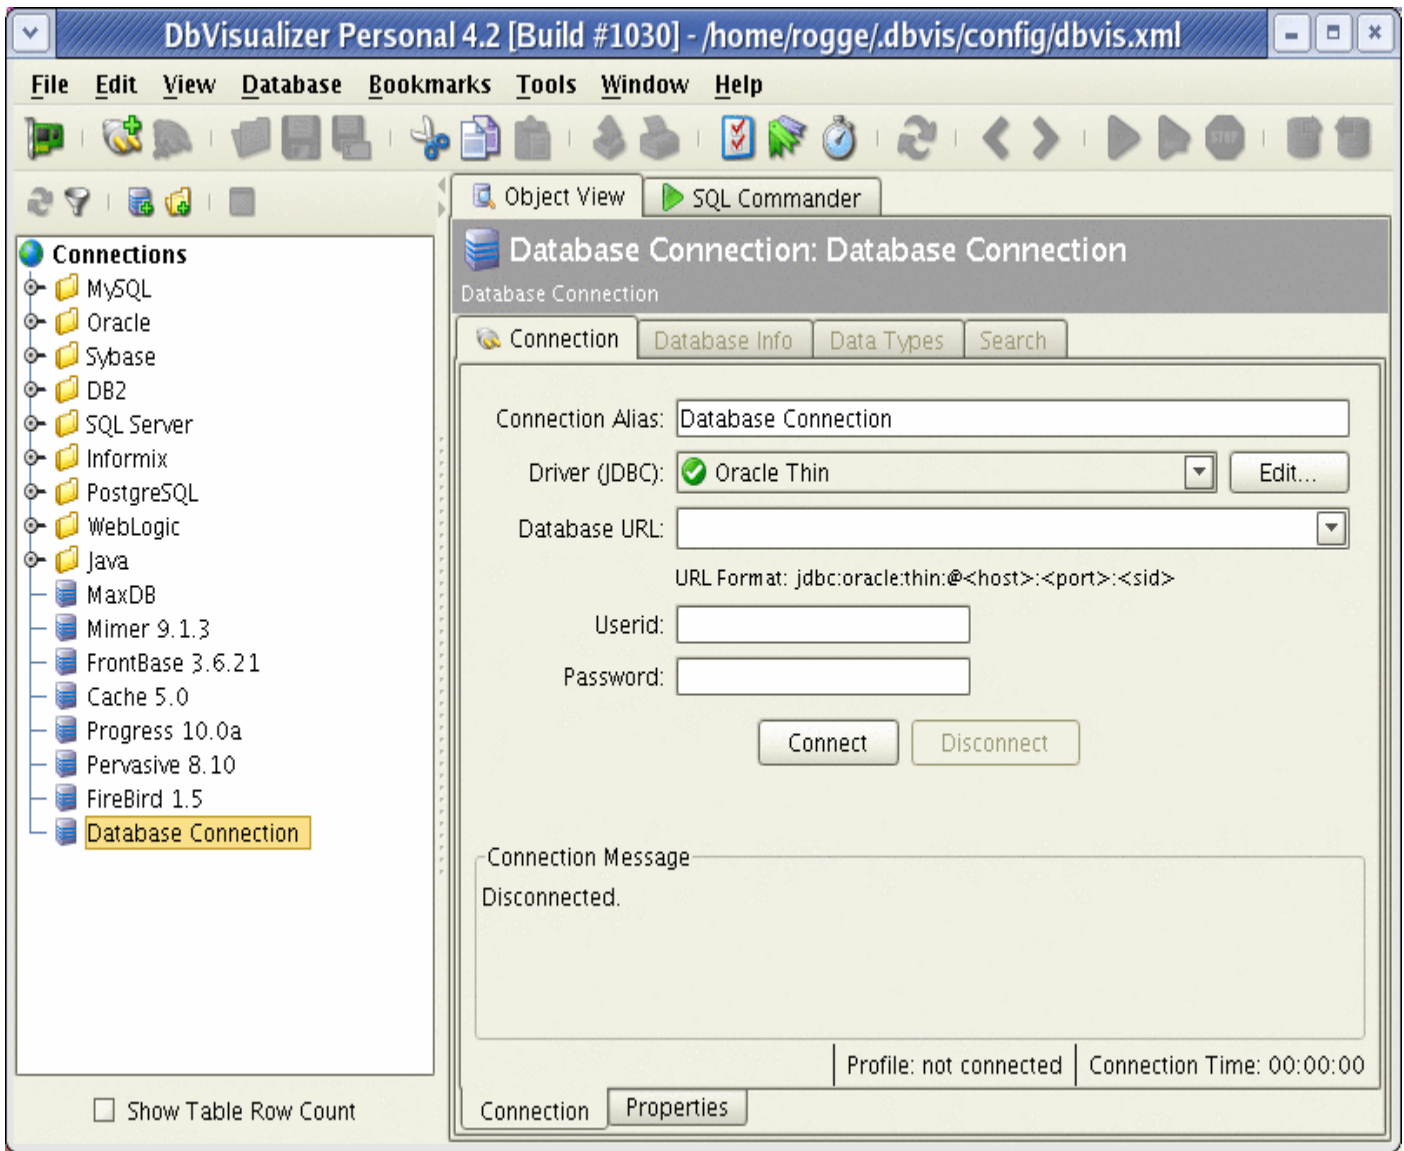 DbVisualizer Personal 4.2 [Build #1030] - /home/rogge/.dbvis/config/dbvis.xml
File Edit View Database Bookmarks Tools Window Help
STOP
Object View SQL Commander
Connections
MySQL
Oracle
Sybase
DB2
SQL Server
Informix
PostgreSQL
WebLogic
Java
MaxDB
Mimer 9.1.3
FrontBase 3.6.21
Cache 5.0
Progress 10.0a
Pervasive 8.10
FireBird 1.5
Database Connection
Show Table Row Count
Database Connection: Database Connection
Database Connection
Connection Database Info Data Types Search
Connection Alias: Database Connection
Driver (JDBC): Oracle Thin Edit...
Database URL:
URL Format: jdbc:oracle:thin:@<host>:<port>:<sid>
Userid:
Password:
Connect Disconnect
Connection Message
Disconnected.
Profile: not connected Connection Time: 00:00:00
Connection Properties